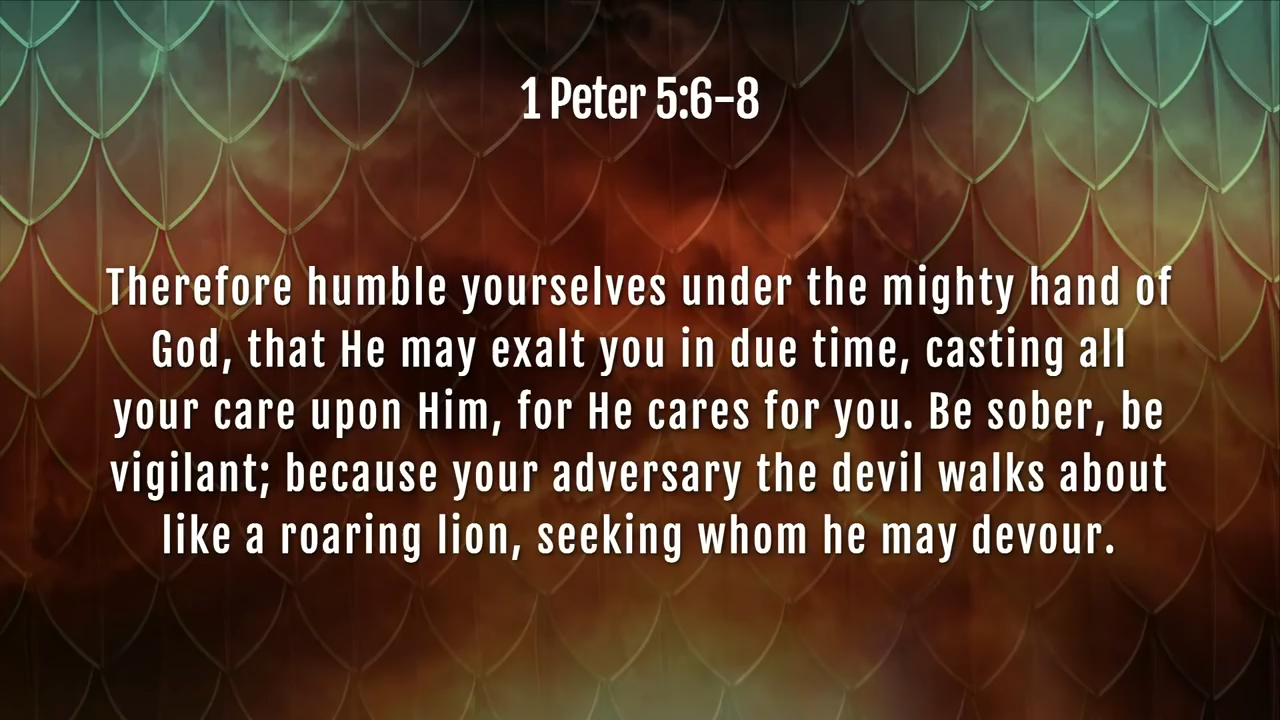 1 Peter 5:6–8
Therefore humble yourselves under the mighty hand of
God, that He may exalt you in due time, casting all
your care upon Him, for He cares for you. Be sober, be
vigilant; because your adversary the devil walks about
like a roaring lion, seeking whom he may devour.